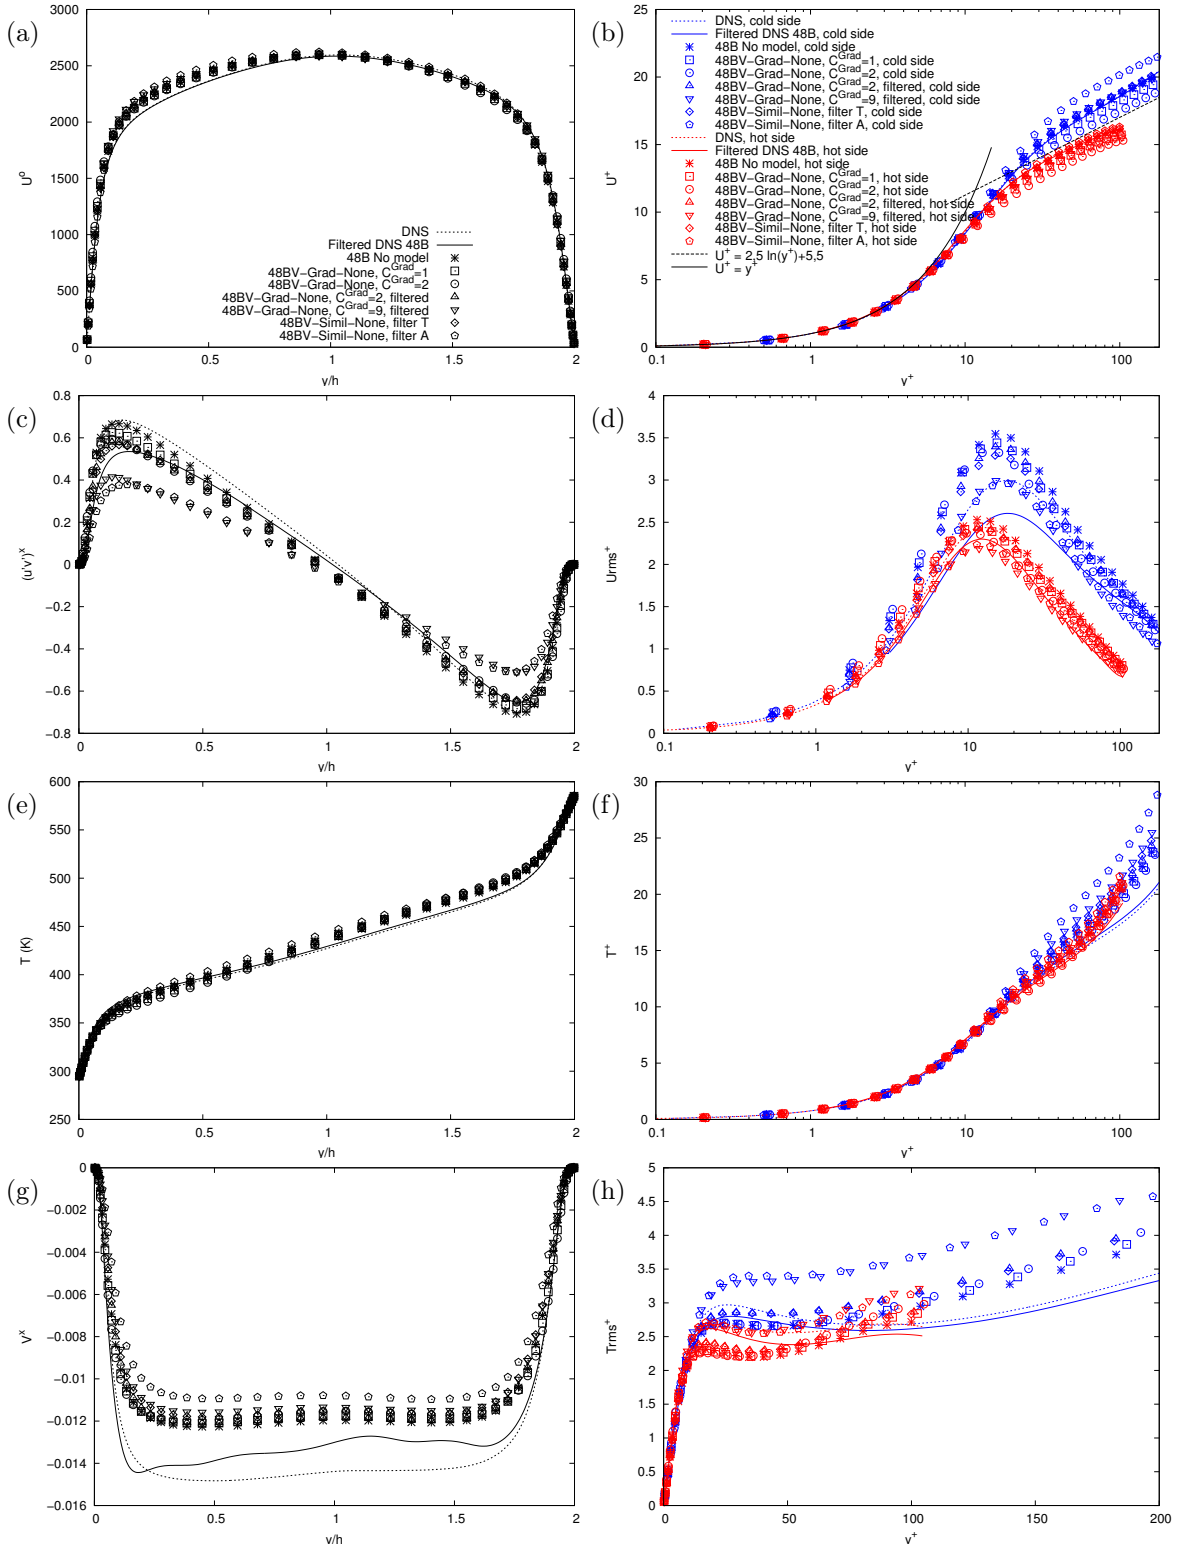 (a)
3000
2500
2000
1500
1000
500
0
U⁰
0 0.5 1 1.5 2
y/h
DNS
Filtered DNS 48B
48B No model
48BV−Grad−None, C^Grad=1
48BV−Grad−None, C^Grad=2
48BV−Grad−None, C^Grad=2, filtered
48BV−Grad−None, C^Grad=9, filtered
48BV−Simil−None, filter T
48BV−Simil−None, filter A
(b)
25
20
15
10
5
0
U⁺
0.1 1 10 100
y⁺
DNS, cold side
Filtered DNS 48B, cold side
48B No model, cold side
48BV−Grad−None, C^Grad=1, cold side
48BV−Grad−None, C^Grad=2, cold side
48BV−Grad−None, C^Grad=2, filtered, cold side
48BV−Grad−None, C^Grad=9, filtered, cold side
48BV−Simil−None, filter T, cold side
48BV−Simil−None, filter A, cold side
DNS, hot side
Filtered DNS 48B, hot side
48B No model, hot side
48BV−Grad−None, C^Grad=1, hot side
48BV−Grad−None, C^Grad=2, hot side
48BV−Grad−None, C^Grad=2, filtered, hot side
48BV−Grad−None, C^Grad=9, filtered, hot side
48BV−Simil−None, filter T, hot side
48BV−Simil−None, filter A, hot side
U⁺ = 2,5 ln(y⁺)+5,5
U⁺ = y⁺
(c)
0.8
0.6
0.4
0.2
0
−0.2
−0.4
−0.6
−0.8
⟨u'v'⟩ˣ
0 0.5 1 1.5 2
y/h
(d)
4
3.5
3
2.5
2
1.5
1
0.5
0
Urms⁺
0.1 1 10 100
y⁺
(e)
600
550
500
450
400
350
300
250
T (K)
0 0.5 1 1.5 2
y/h
(f)
30
25
20
15
10
5
0
T⁺
0.1 1 10 100
y⁺
(g)
0
−0.002
−0.004
−0.006
−0.008
−0.01
−0.012
−0.014
−0.016
Vˣ
0 0.5 1 1.5 2
y/h
(h)
5
4.5
4
3.5
3
2.5
2
1.5
1
0.5
0
Trms⁺
0 50 100 150 200
y⁺